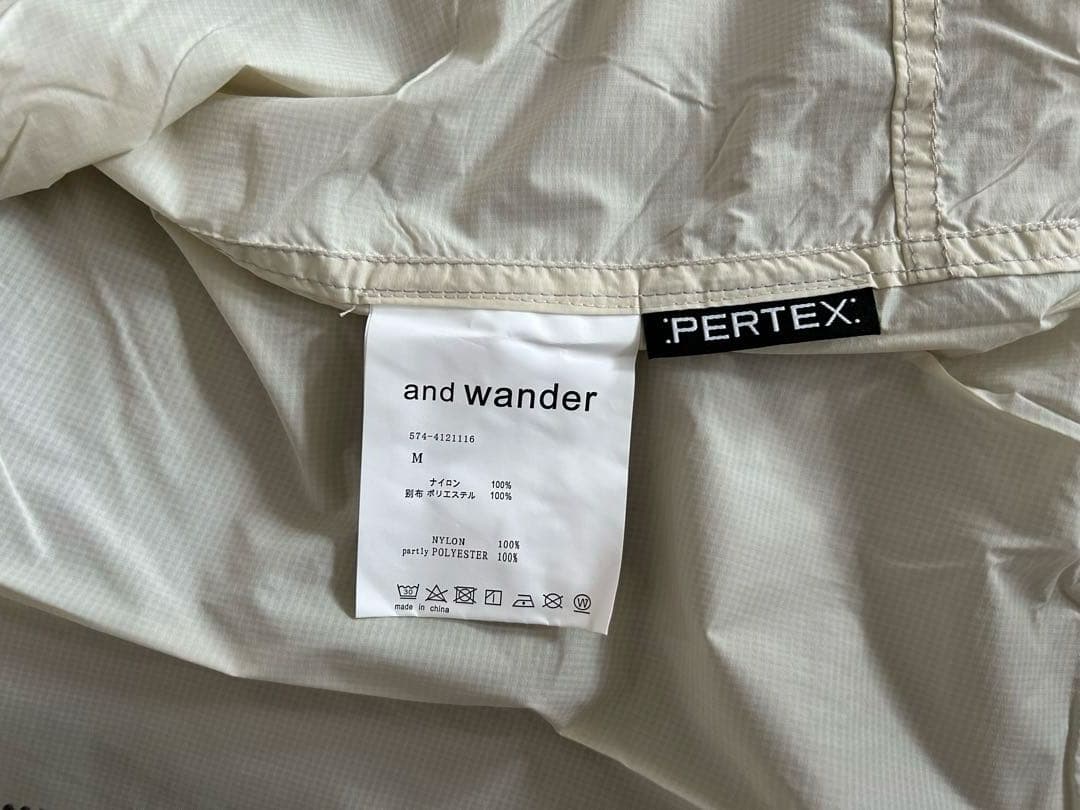 and wander
:PERTEX:
574-4121116
M
ナイロン 100%
別布 ポリエステル 100%
NYLON 100%
partly POLYESTER 100%
30
W
made in china